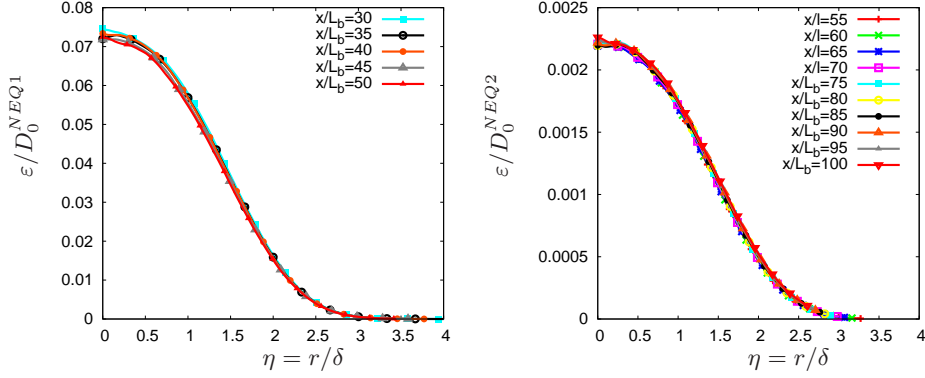 ε/D₀^{NEQ1}
0.08
0.07
0.06
0.05
0.04
0.03
0.02
0.01
0
0 0.5 1 1.5 2 2.5 3 3.5 4
η = r/δ
x/L_b=30
x/L_b=35
x/L_b=40
x/L_b=45
x/L_b=50
ε/D₀^{NEQ2}
0.0025
0.002
0.0015
0.001
0.0005
0
0 0.5 1 1.5 2 2.5 3 3.5 4
η = r/δ
x/l=55
x/l=60
x/l=65
x/l=70
x/L_b=75
x/L_b=80
x/L_b=85
x/L_b=90
x/L_b=95
x/L_b=100